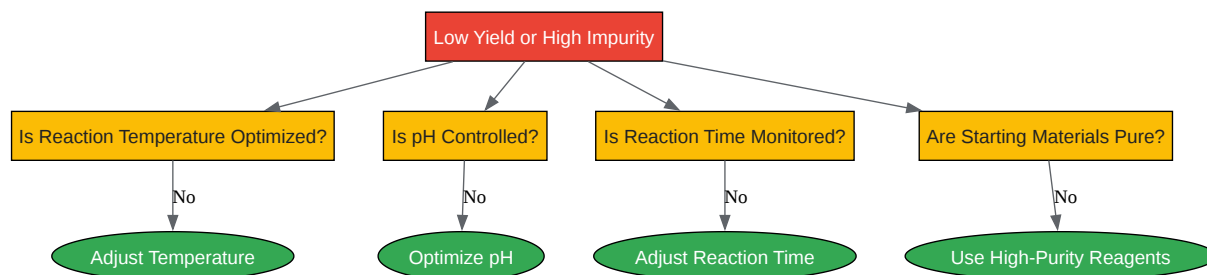 Low Yield or High Impurity
Is Reaction Temperature Optimized?
Is pH Controlled?
Is Reaction Time Monitored?
Are Starting Materials Pure?
No
No
No
No
Adjust Temperature
Optimize pH
Adjust Reaction Time
Use High-Purity Reagents